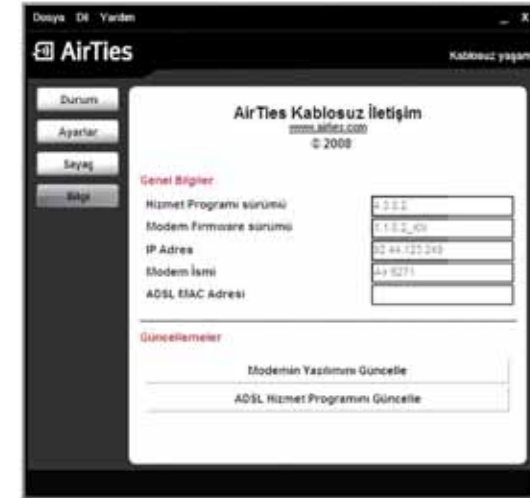 Dosya Dil Yardım
_ X
AirTies
Kablosuz yaşam
Durum
Ayarlar
Sayaç
Bilgi
AirTies Kablosuz İletişim
www.airties.com
© 2008
Genel Bilgiler
Hizmet Programı sürümü
Modem Firmware sürümü
IP Adres
Modem İsmi
ADSL MAC Adresi
Güncellemeler
Modemin Yazılımını Güncelle
ADSL Hizmet Programını Güncelle